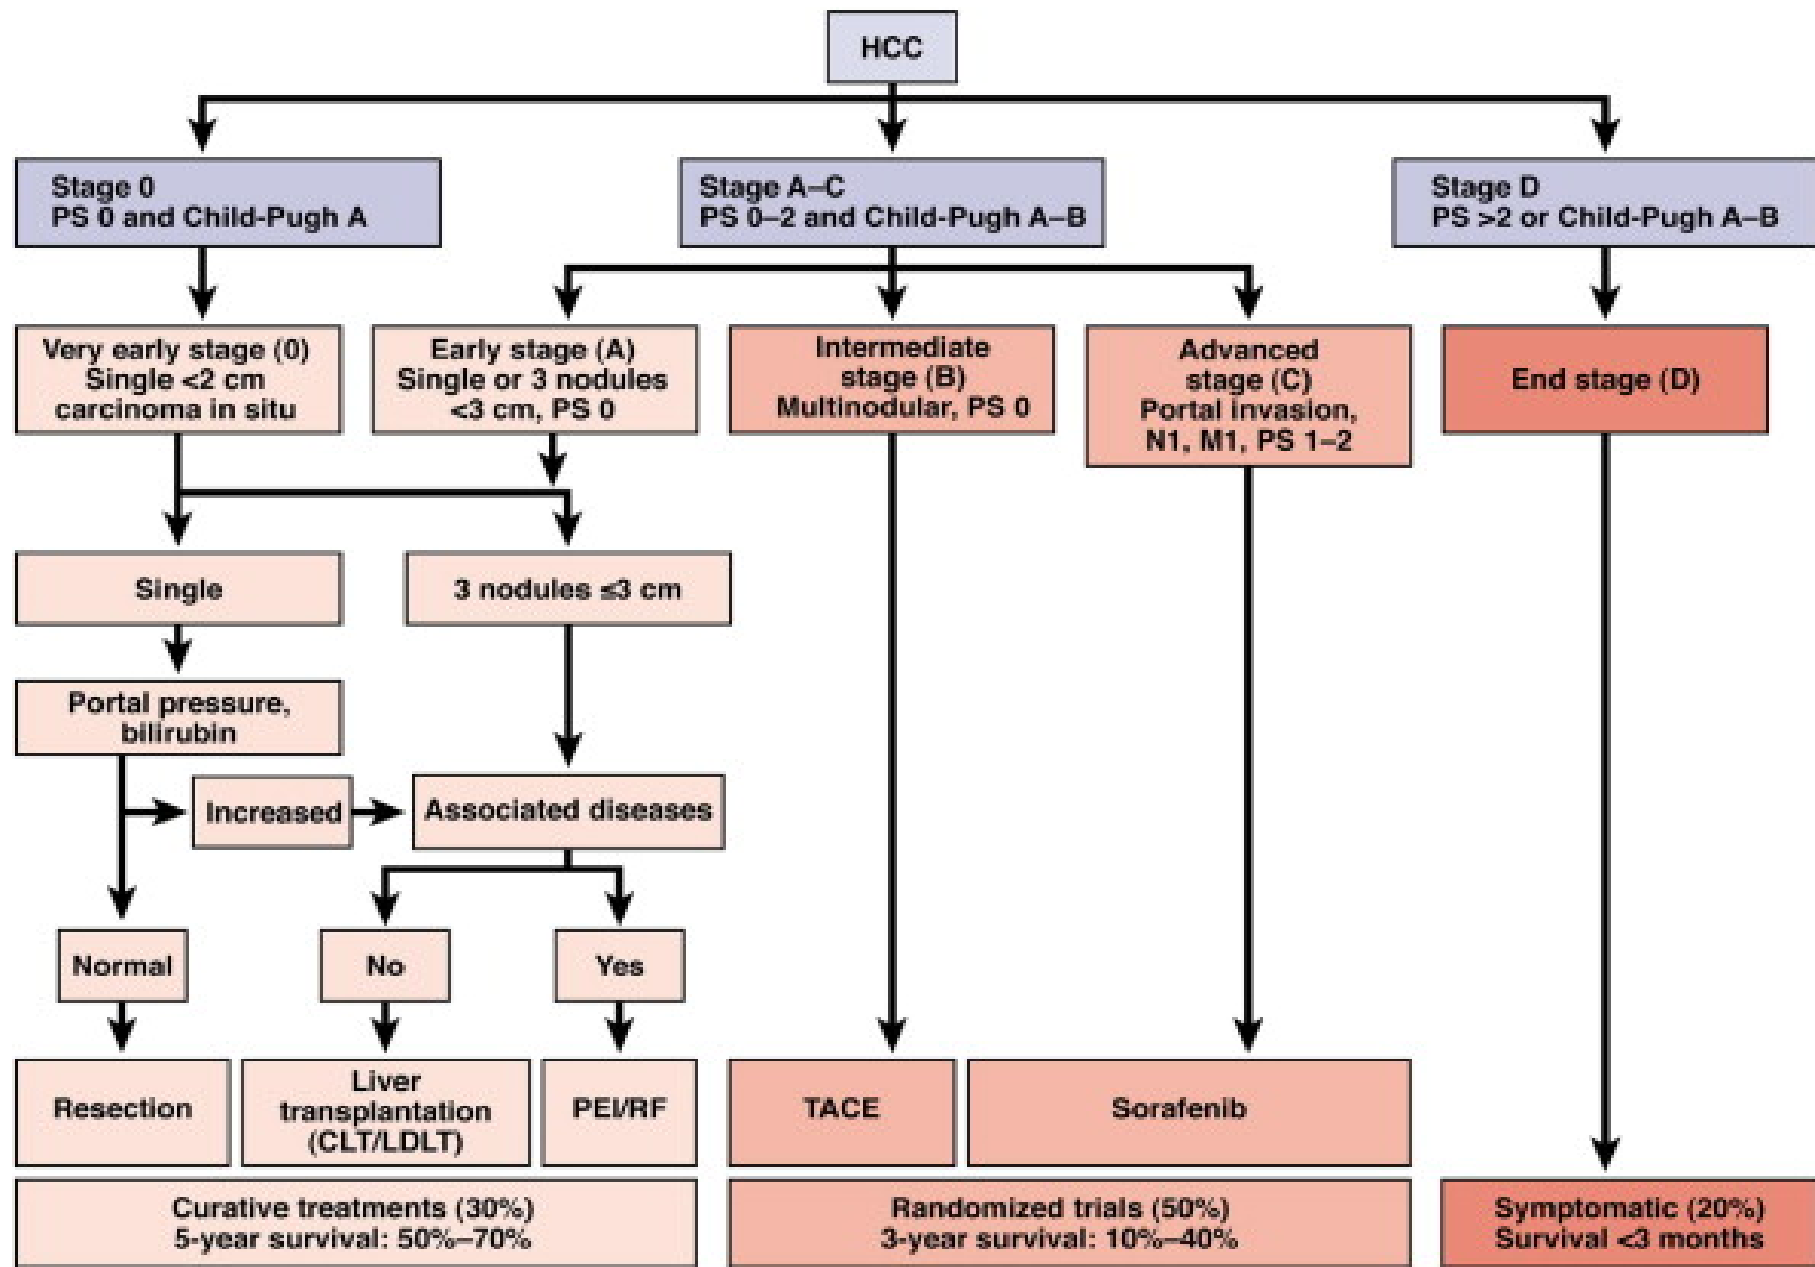 HCC
Stage 0
PS 0 and Child-Pugh A
Stage A–C
PS 0–2 and Child-Pugh A–B
Stage D
PS >2 or Child-Pugh A–B
Very early stage (0)
Single <2 cm
carcinoma in situ
Early stage (A)
Single or 3 nodules
<3 cm, PS 0
Intermediate
stage (B)
Multinodular, PS 0
Advanced
stage (C)
Portal invasion,
N1, M1, PS 1–2
End stage (D)
Single
3 nodules ≤3 cm
Portal pressure,
bilirubin
Increased
Associated diseases
Normal
No
Yes
Resection
Liver
transplantation
(CLT/LDLT)
PEI/RF
TACE
Sorafenib
Curative treatments (30%)
5-year survival: 50%–70%
Randomized trials (50%)
3-year survival: 10%–40%
Symptomatic (20%)
Survival <3 months